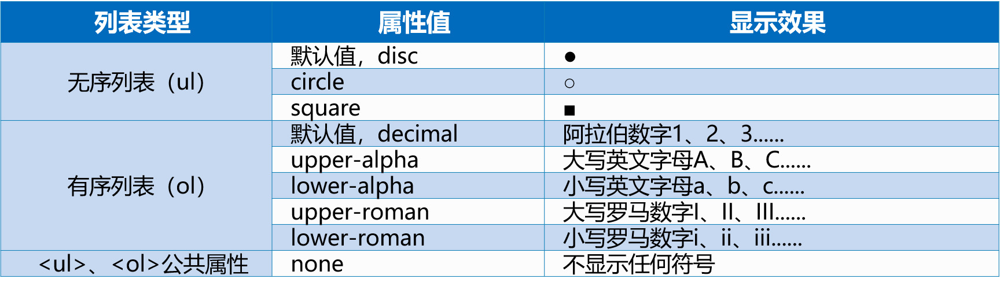 列表类型 属性值 显示效果
无序列表（ul） 默认值，disc ●
circle ○
square ■
有序列表（ol） 默认值，decimal 阿拉伯数字1、2、3......
upper-alpha 大写英文字母A、B、C......
lower-alpha 小写英文字母a、b、c......
upper-roman 大写罗马数字I、II、III......
lower-roman 小写罗马数字i、ii、iii......
<ul>、<ol>公共属性 none 不显示任何符号